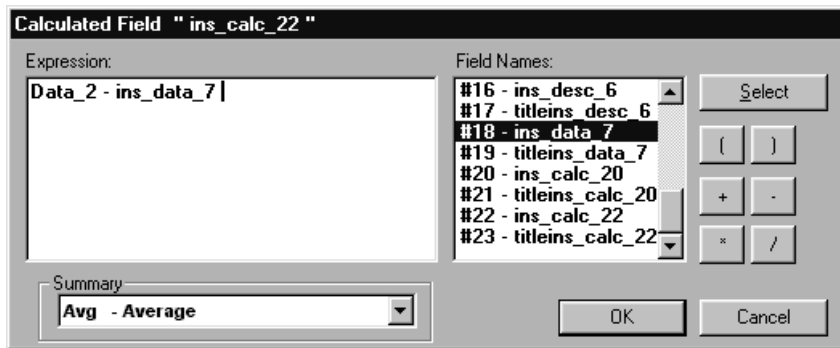 Calculated Field " ins_calc_22 "
Expression:
Data_2 - ins_data_7
Field Names:
#16 - ins_desc_6
#17 - titleins_desc_6
#18 - ins_data_7
#19 - titleins_data_7
#20 - ins_calc_20
#21 - titleins_calc_20
#22 - ins_calc_22
#23 - titleins_calc_22
Select
( )
+ -
* /
Summary
Avg - Average
OK
Cancel